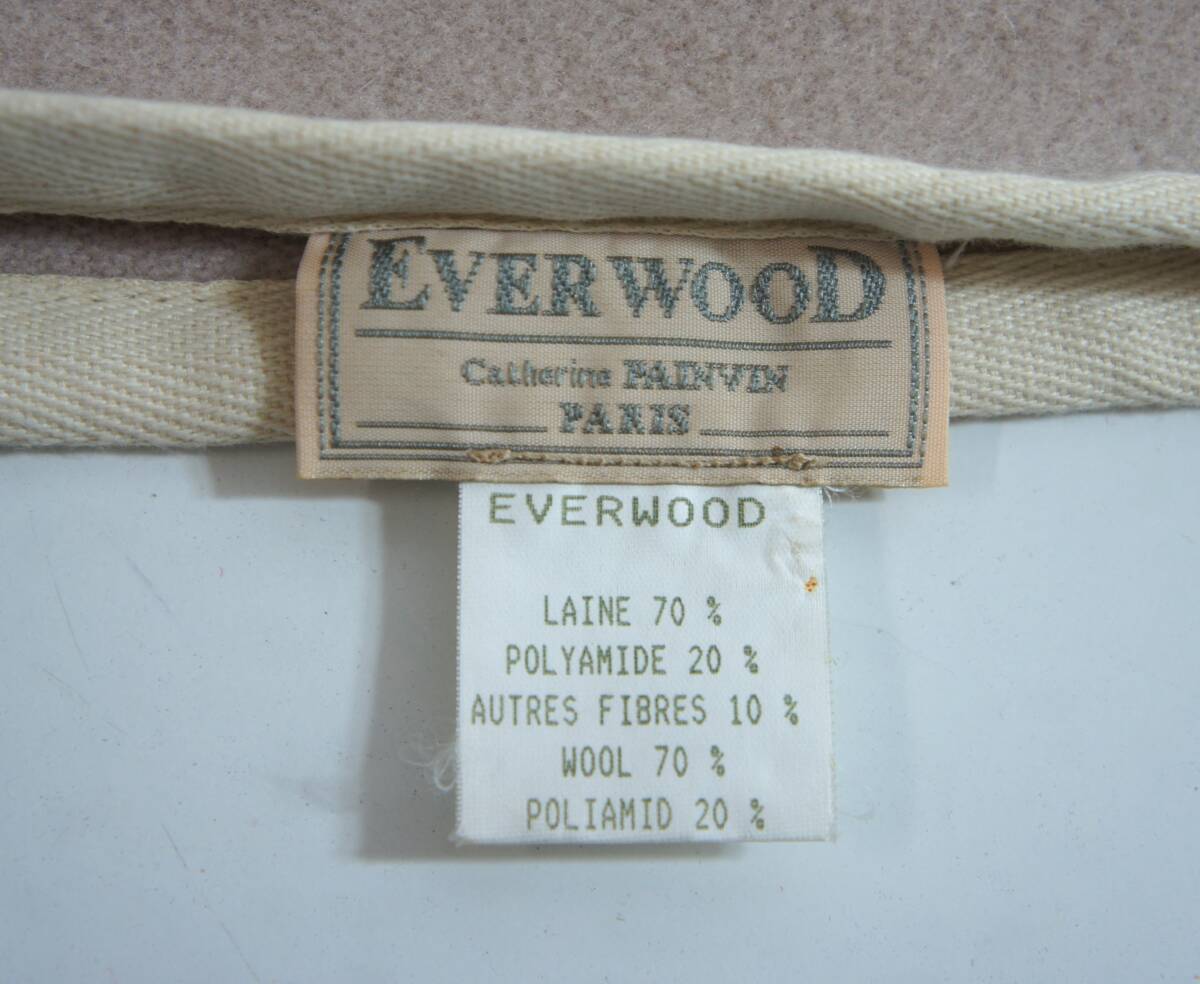 EVERWOOD
Catherine PAINVIN
PARIS
EVERWOOD
LAINE 70 %
POLYAMIDE 20 %
AUTRES FIBRES 10 %
WOOL 70 %
POLIAMID 20 %